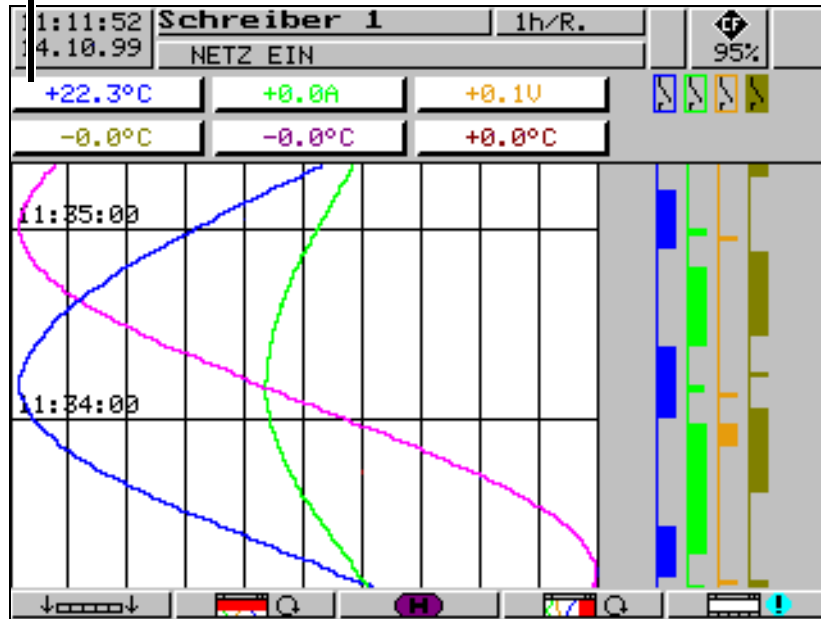 11:11:52 Schreiber 1 1h/R. CF
14.10.99 NETZ EIN 95%
+22.3°C +0.0A +0.1V
-0.0°C -0.0°C +0.0°C
11:35:00
11:34:00
H !